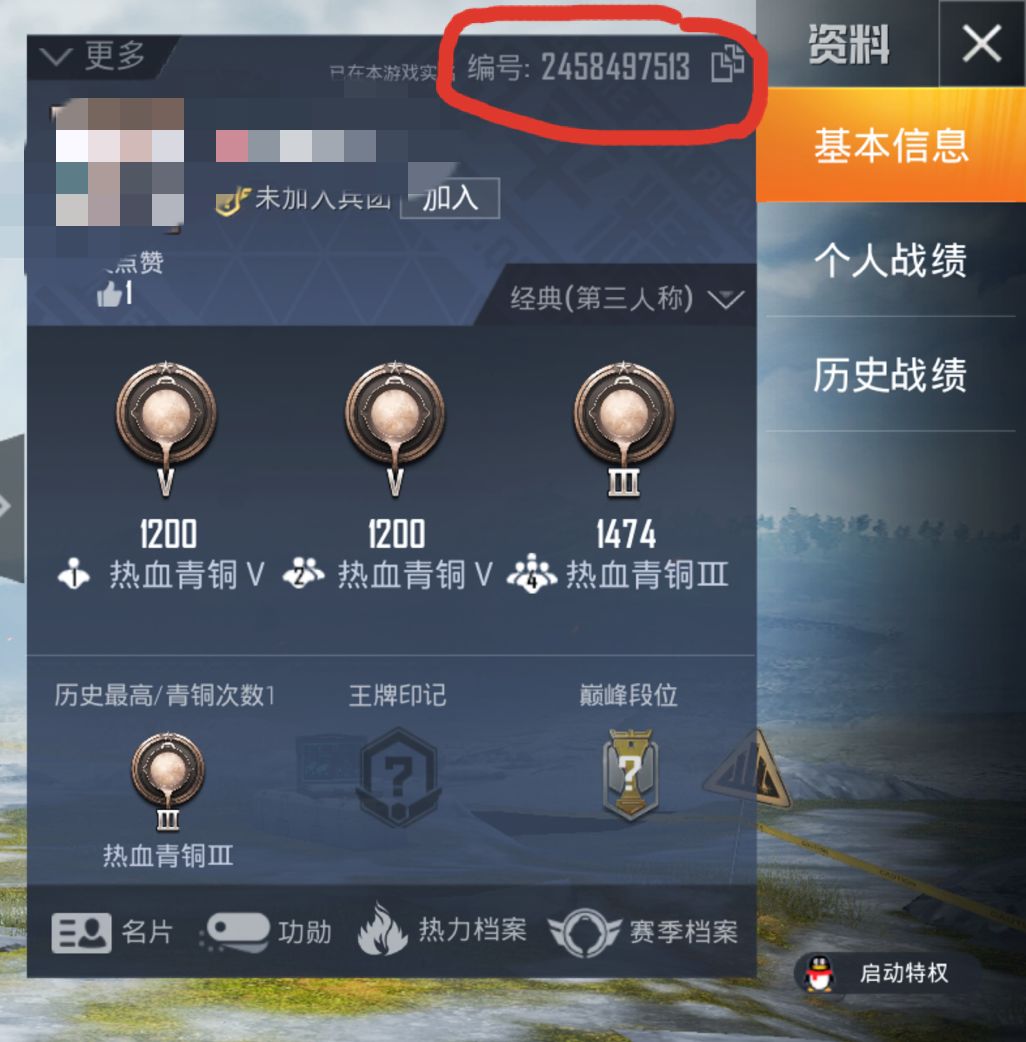 更多
已在本游戏实名
编号: 2458497513
资料
基本信息
未加入兵团
加入
点赞
1
个人战绩
经典(第三人称)
历史战绩
V
V
III
1200
1200
1474
1 热血青铜 V
2 热血青铜 V
4 热血青铜III
历史最高/青铜次数1
王牌印记
巅峰段位
?
?
III
热血青铜III
CAUTION
名片
功勋
热力档案
赛季档案
启动特权